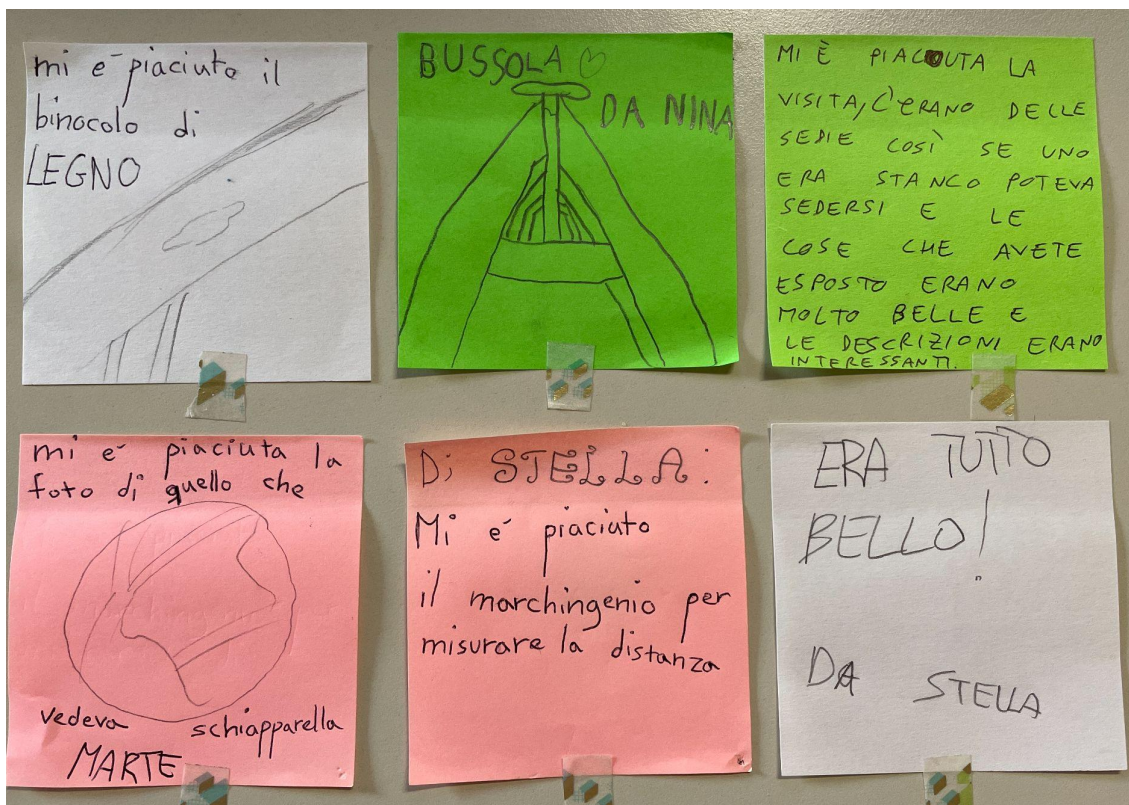 mi e' piaciuto il
binocolo di
LEGNO
BUSSOLA
DA NINA
MI È PIACIUTA LA
VISITA, C'ERANO DELLE
SEDIE COSÌ SE UNO
ERA STANCO POTEVA
SEDERSI E LE
COSE CHE AVETE
ESPOSTO ERANO
MOLTO BELLE E
LE DESCRIZIONI ERANO
INTERESSANTI.
mi e' piaciuta la
foto di quello che
vedeva schiapparella
MARTE
Di STELLA:
Mi e' piaciuto
il marchingenio per
misurare la distanza
ERA TUTTO
BELLO!
DA STELLA